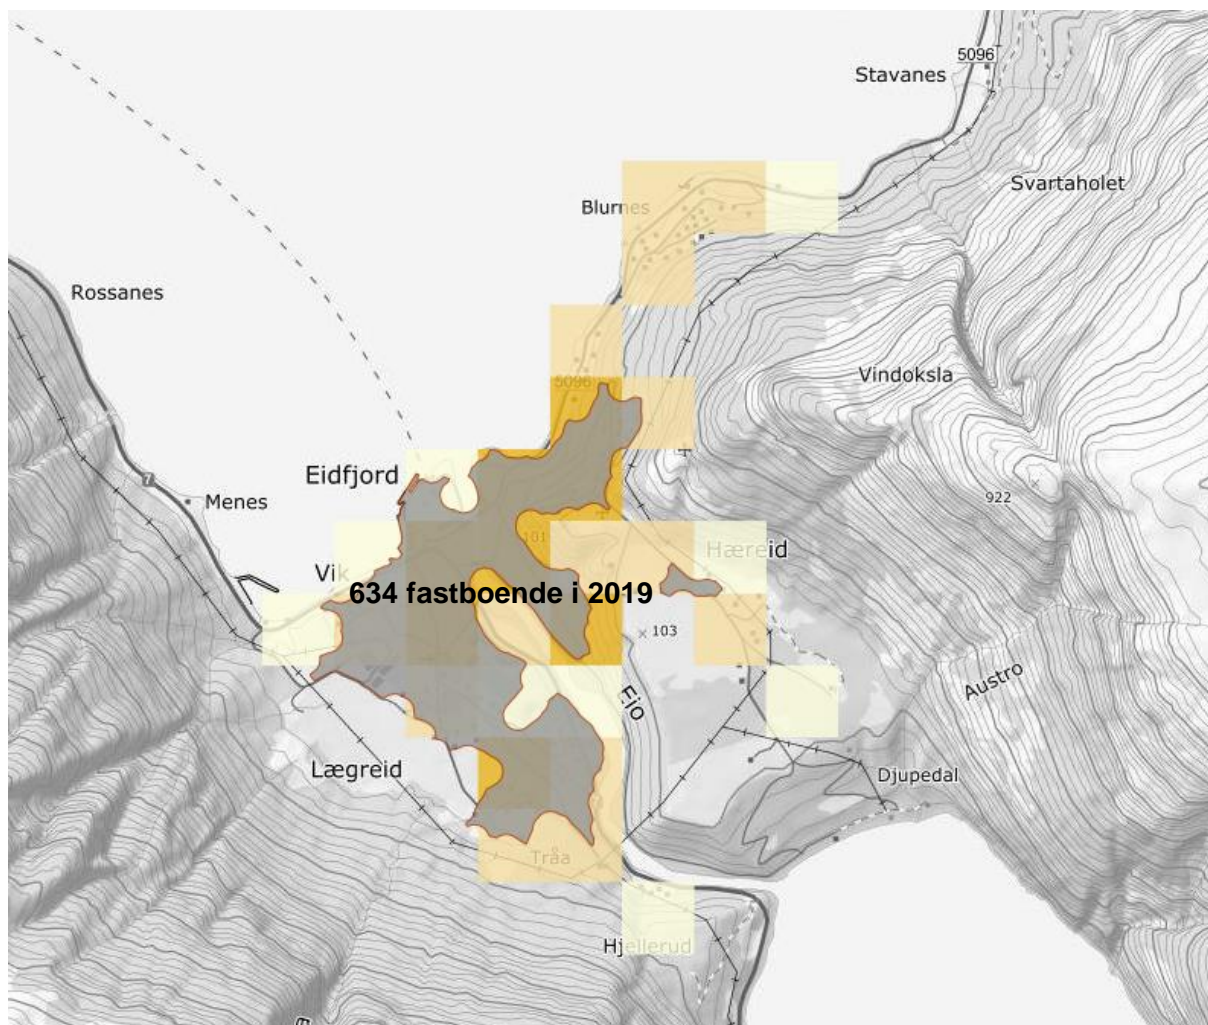 5096
Stavanes
Svartaholet
Blurnes
Rossanes
Vindoksla
5096
Eidfjord
7
Menes
922
101
Hæreid
Vik
634 fastboende i 2019
103
Eio
Austro
Lægreid
Djupedal
Tråa
Hjellerud